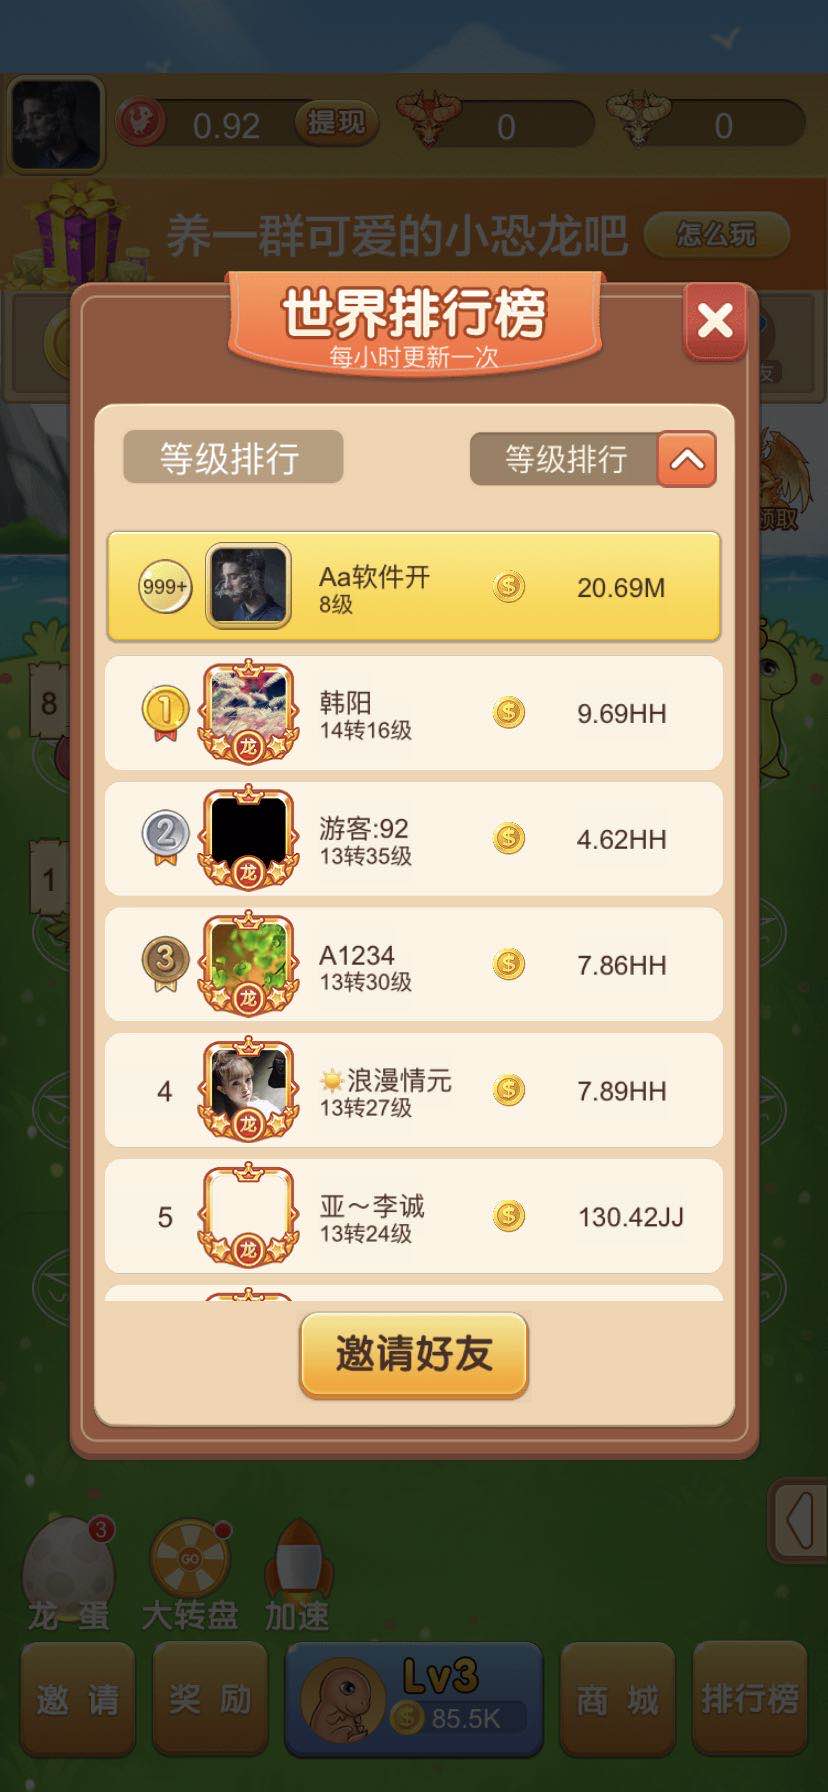 0.92 提现 0 0
养一群可爱的小恐龙吧 怎么玩
世界排行榜
每小时更新一次
友
等级排行 等级排行
领取
999+ Aa软件开 20.69M
8级
8
1 韩阳 9.69HH
14转16级
龙
2 游客:92 4.62HH
13转35级
龙
1
3 A1234 7.86HH
13转30级
龙
4 浪漫情元 7.89HH
13转27级
龙
5 亚～李诚 130.42JJ
13转24级
龙
邀请好友
3
GO
龙蛋 大转盘 加速
邀请 奖励 Lv3 商城 排行榜
85.5K